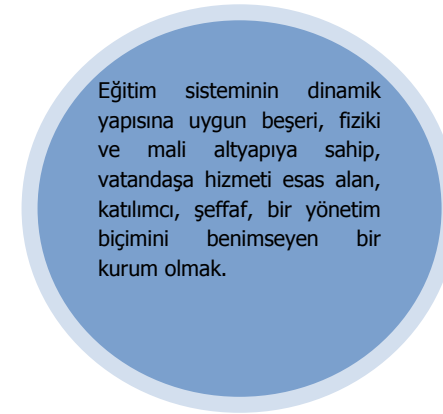 Eğitim sisteminin dinamik
yapısına uygun beşeri, fiziki
ve mali altyapıya sahip,
vatandaşa hizmeti esas alan,
katılımcı, şeffaf, bir yönetim
biçimini benimseyen bir
kurum olmak.